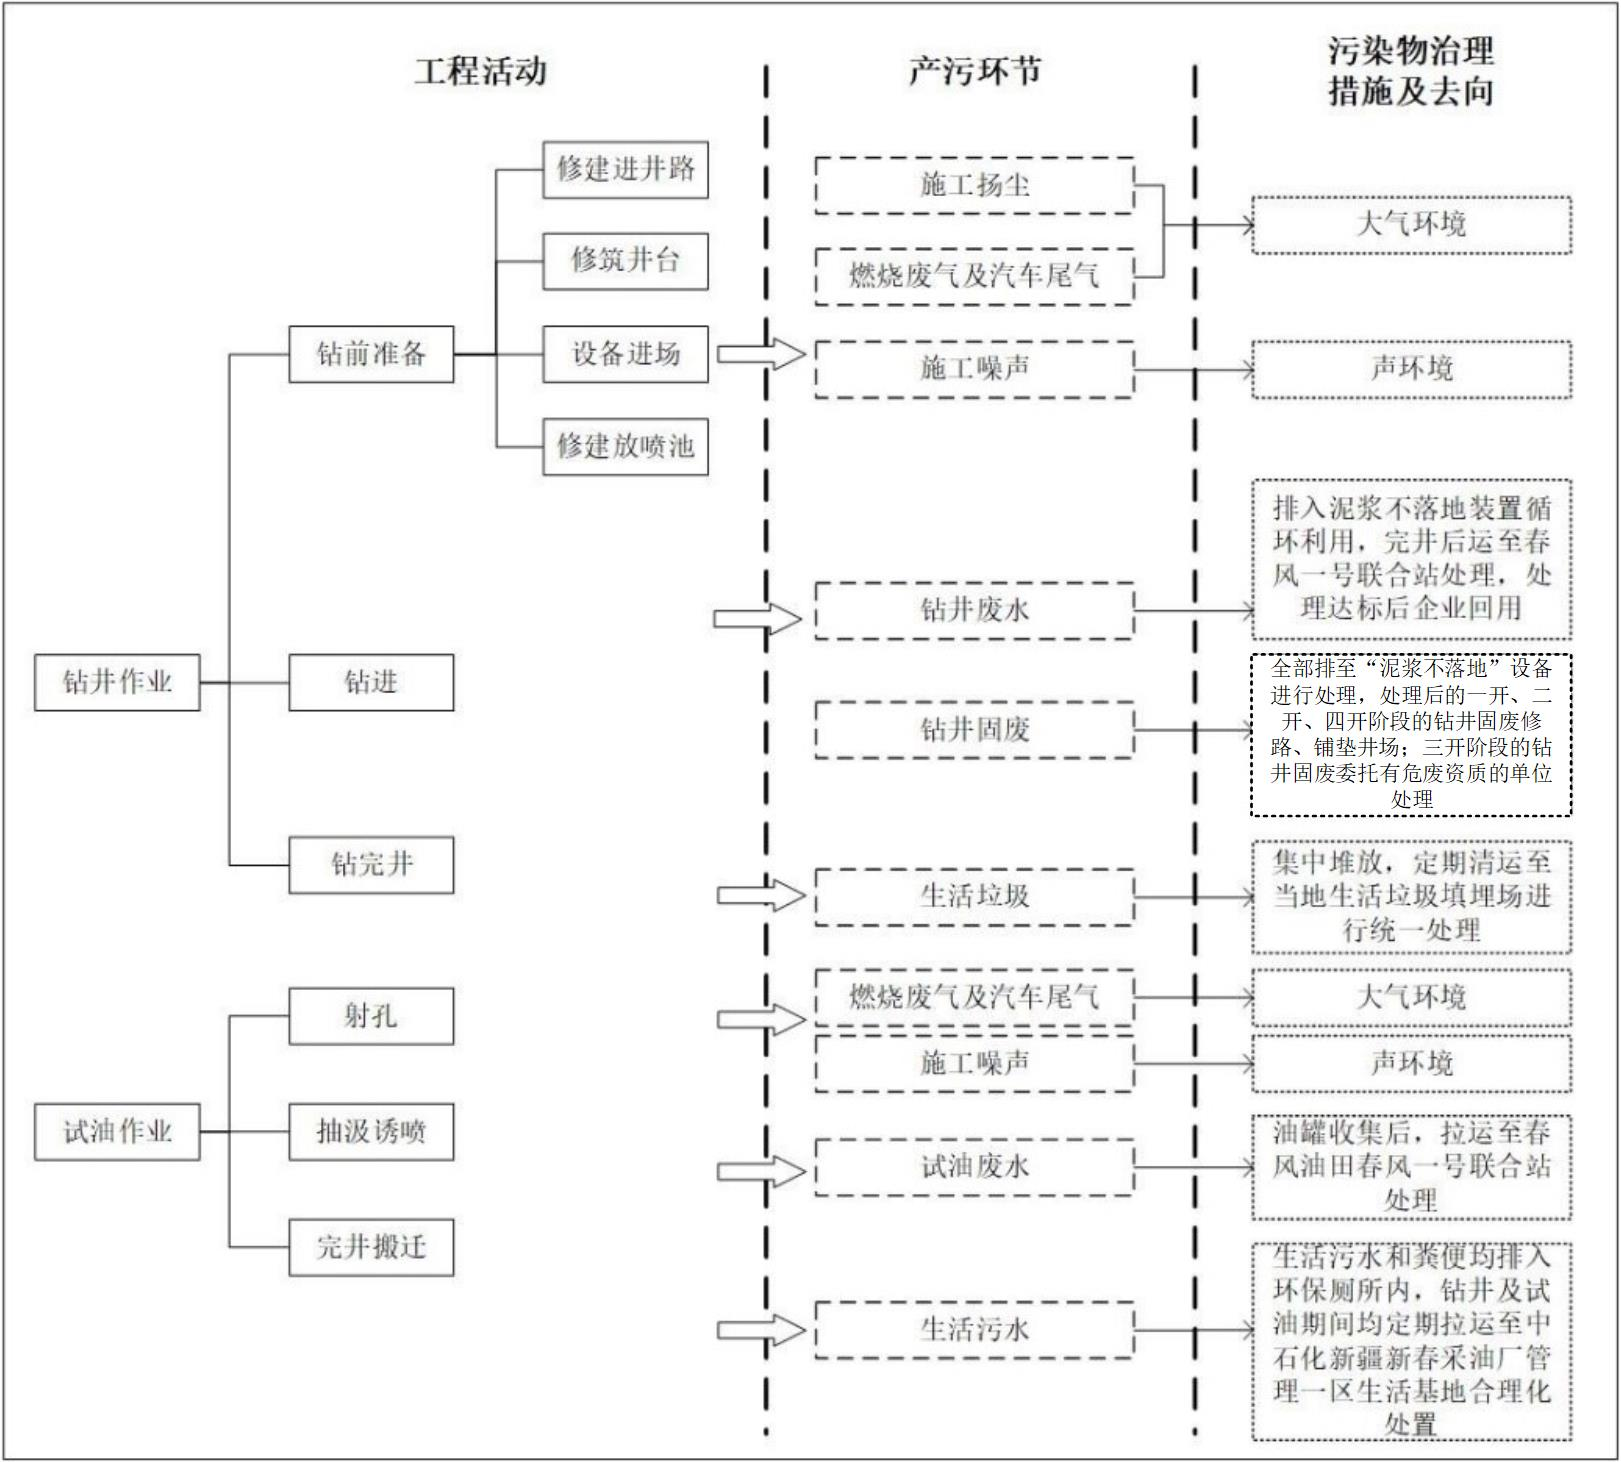 工程活动
产污环节
污染物治理
措施及去向
修建进井路
修筑井台
钻前准备
设备进场
修建放喷池
钻井作业
钻进
钻完井
射孔
试油作业
抽汲诱喷
完井搬迁
施工扬尘
燃烧废气及汽车尾气
施工噪声
钻井废水
钻井固废
生活垃圾
燃烧废气及汽车尾气
施工噪声
试油废水
生活污水
大气环境
声环境
排入泥浆不落地装置循
环利用，完井后运至春
风一号联合站处理，处
理达标后企业回用
全部排至“泥浆不落地”设备
进行处理，处理后的一开、二
开、四开阶段的钻井固废修
路、铺垫井场；三开阶段的钻
井固废委托有危废资质的单位
处理
集中堆放，定期清运至
当地生活垃圾填埋场进
行统一处理
大气环境
声环境
油罐收集后，拉运至春
风油田春风一号联合站
处理
生活污水和粪便均排入
环保厕所内，钻井及试
油期间均定期拉运至中
石化新疆新春采油厂管
理一区生活基地合理化
处置